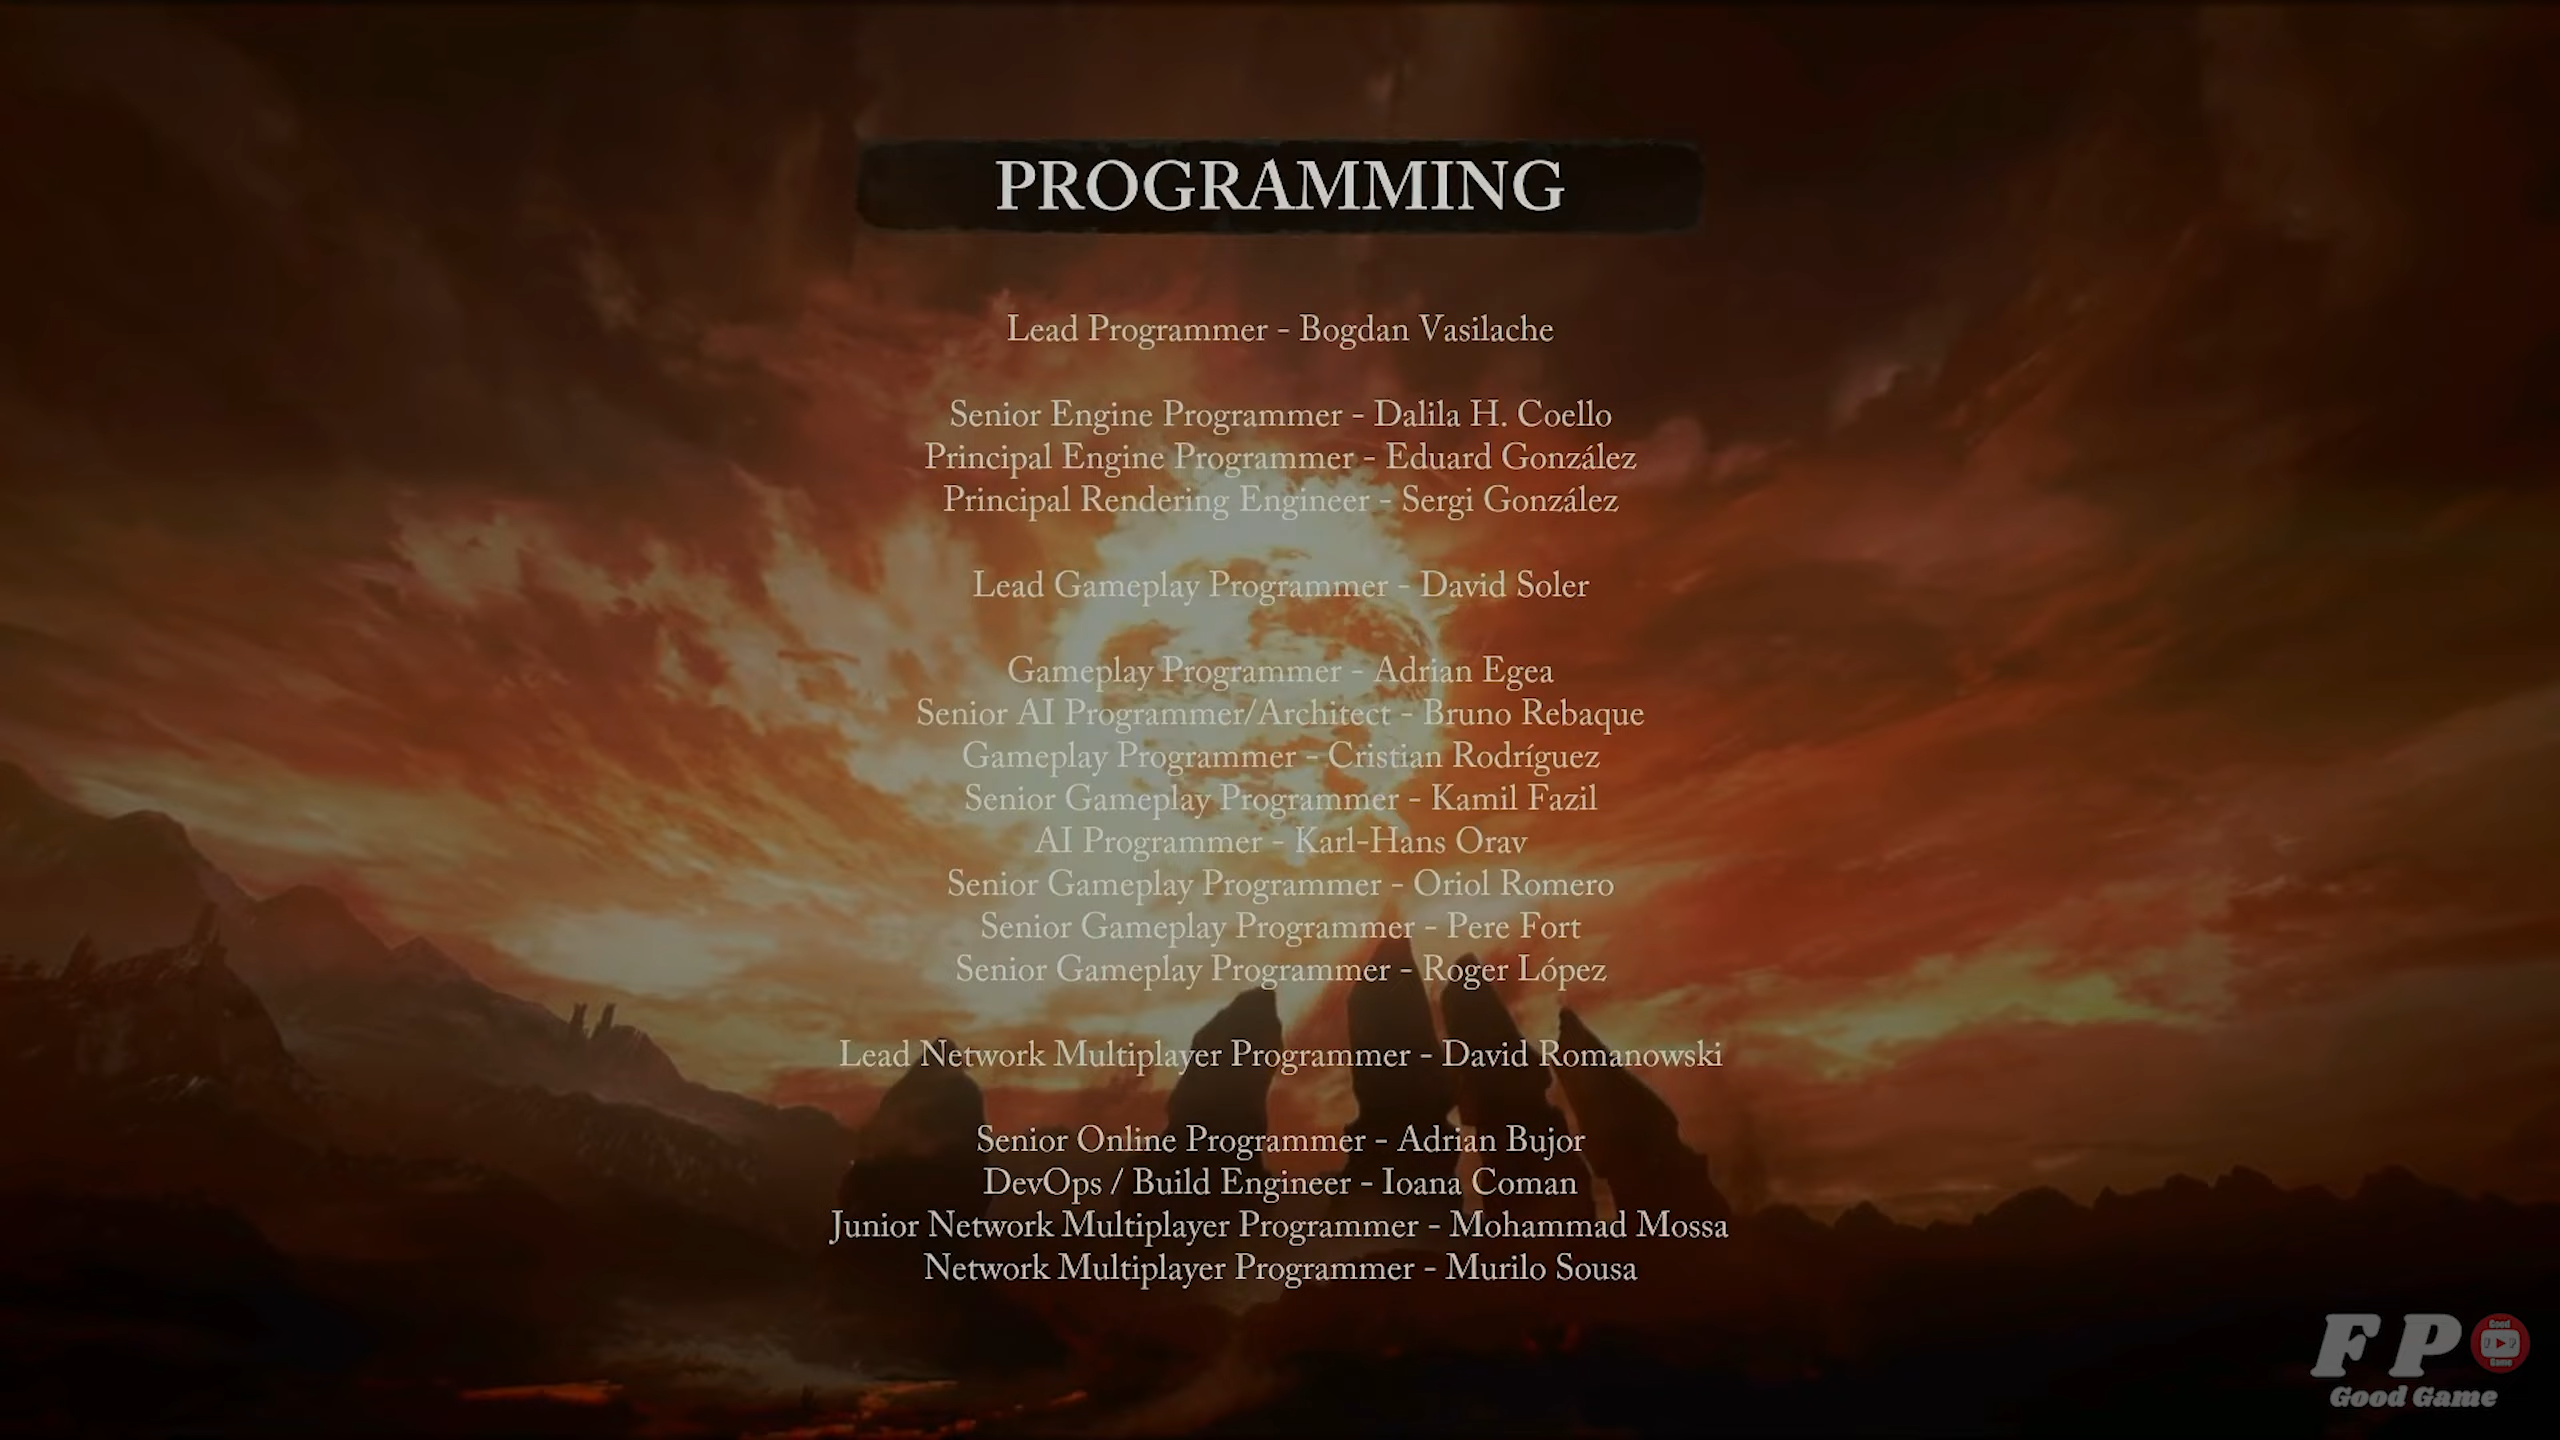 PROGRAMMING
Lead Programmer - Bogdan Vasilache
Senior Engine Programmer - Dalila H. Coello
Principal Engine Programmer - Eduard González
Principal Rendering Engineer - Sergi González
Lead Gameplay Programmer - David Soler
Gameplay Programmer - Adrian Egea
Senior AI Programmer/Architect - Bruno Rebaque
Gameplay Programmer - Cristian Rodríguez
Senior Gameplay Programmer - Kamil Fazil
AI Programmer - Karl-Hans Orav
Senior Gameplay Programmer - Oriol Romero
Senior Gameplay Programmer - Pere Fort
Senior Gameplay Programmer - Roger López
Lead Network Multiplayer Programmer - David Romanowski
Senior Online Programmer - Adrian Bujor
DevOps / Build Engineer - Ioana Coman
Junior Network Multiplayer Programmer - Mohammad Mossa
Network Multiplayer Programmer - Murilo Sousa
F P
Good
Game
Good Game